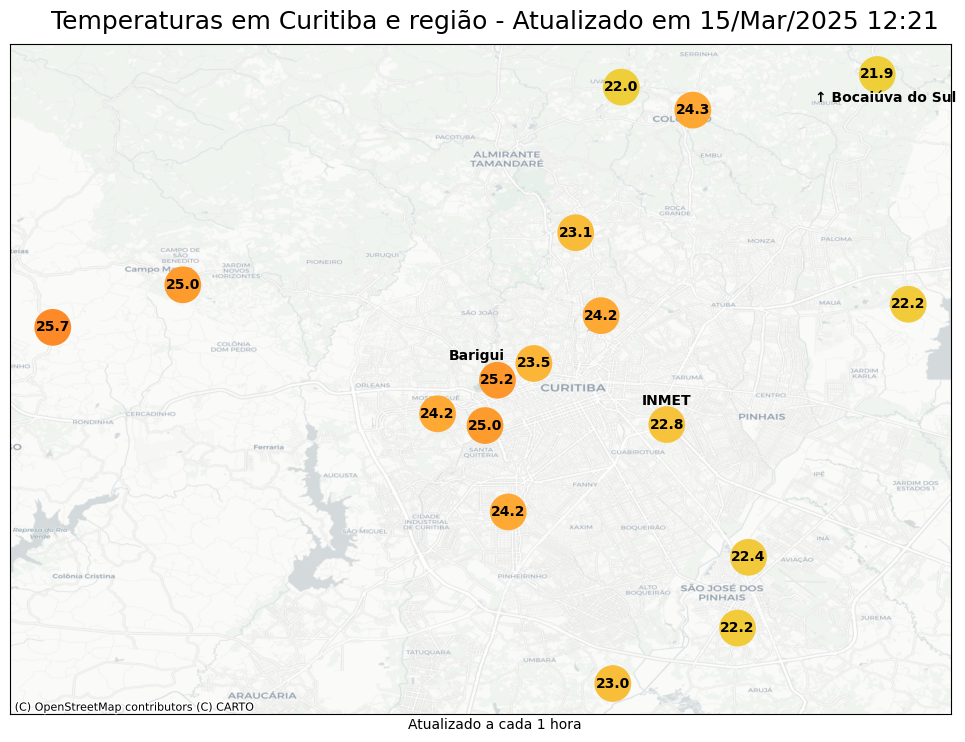 Temperaturas em Curitiba e região - Atualizado em 15/Mar/2025 12:21
SERRINHA
21.9
22.0
↑ Bocaiúva do Sul
24.3
PACOTUBA
ALMIRANTE
TAMANDARÉ
EMBU
ROÇA
GRANDE
23.1
MONZA
PALOMA
CAMPO DE
SÃO
BENEDITO
JURUQUI
PIONEIRO
JARDIM
NOVOS
HORIZONTES
25.0
22.2
ATUBA
MAUÁ
SÃO JOÃO
24.2
25.7
COLÔNIA
DOM PEDRO
Barigui
23.5
JARDIM
KARLA
25.2
TARUMÃ
ORLEANS
CURITIBA
CENTRO
INMET
24.2
CERCADINHO
RONDINHA
PINHAIS
25.0
22.8
Ferraria
SANTA
QUITÉRIA
GUABIROTUBA
AUGUSTA
IPÊ
FANNY
JARDIM DOS
ESTADOS I
24.2
CIDADE
INDUSTRIAL
DE CURITIBA
XAXIM
BOQUEIRÃO
SÃO MIGUEL
Represa do Rio
Verde
INÁ
22.4
AVIAÇÃO
Colônia Cristina
PINHEIRINHO
ALTO
BOQUEIRÃO
SÃO JOSÉ DOS
PINHAIS
JUREMA
22.2
TATUQUARA
UMBARÁ
23.0
ARUJÁ
ARAUCÁRIA
(C) OpenStreetMap contributors (C) CARTO
Atualizado a cada 1 hora